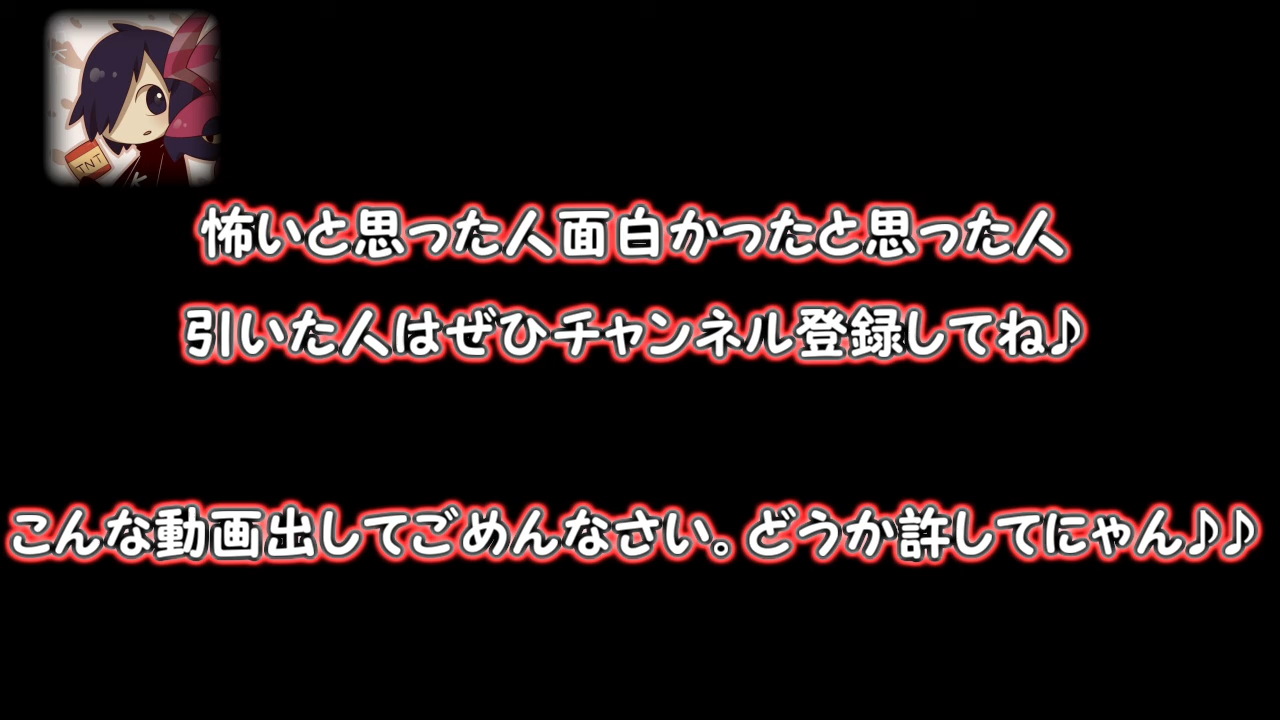 TNT
K
怖いと思った人面白かったと思った人
引いた人はぜひチャンネル登録してね♪
こんな動画出してごめんなさい。どうか許してにゃん♪♪